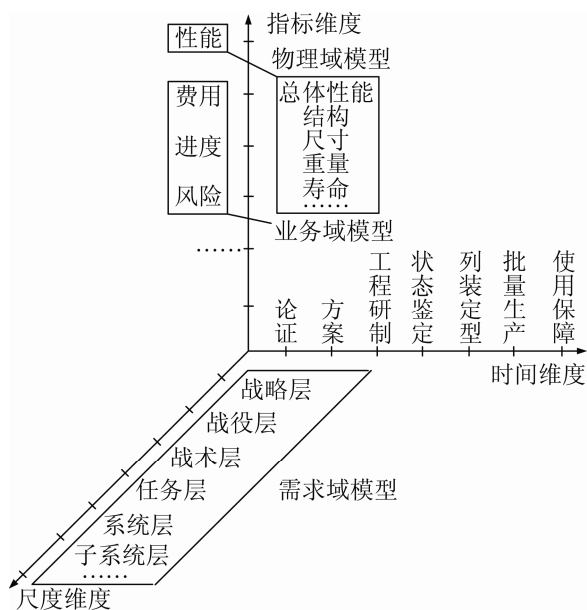 指标维度
性能
物理域模型
费用
进度
风险
总体性能
结构
尺寸
重量
寿命
……
业务域模型
……
论证
方案
工程研制
状态鉴定
列装定型
批量生产
使用保障
时间维度
战略层
战役层
战术层
任务层
系统层
子系统层
……
需求域模型
尺度维度